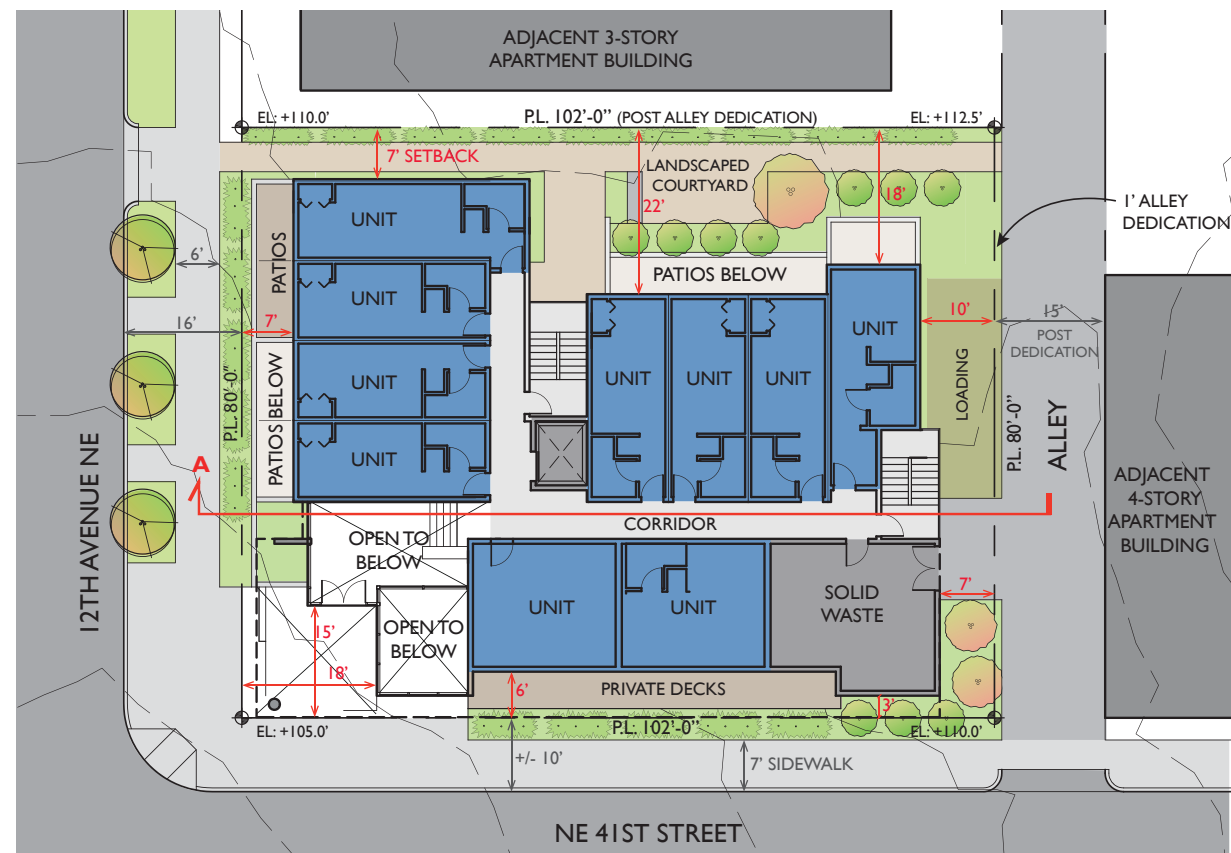 ADJACENT 3-STORY
APARTMENT BUILDING
EL: +110.0'
P.L. 102'-0" (POST ALLEY DEDICATION)
EL: +112.5'
7' SETBACK
LANDSCAPED
COURTYARD
22'
18'
1' ALLEY
DEDICATION
UNIT
PATIOS
6'
16'
7'
PATIOS BELOW
UNIT
UNIT
10'
15'
POST
DEDICATION
P.L. 80'-0"
PATIOS BELOW
UNIT
UNIT
UNIT
UNIT
UNIT
LOADING
P.L. 80'-0"
ALLEY
A
12TH AVENUE NE
ADJACENT
4-STORY
APARTMENT
BUILDING
CORRIDOR
OPEN TO
BELOW
OPEN TO
BELOW
UNIT
UNIT
SOLID
WASTE
7'
15'
18'
6'
PRIVATE DECKS
3'
EL: +105.0'
P.L. 102'-0"
EL: +110.0'
+/- 10'
7' SIDEWALK
NE 41ST STREET